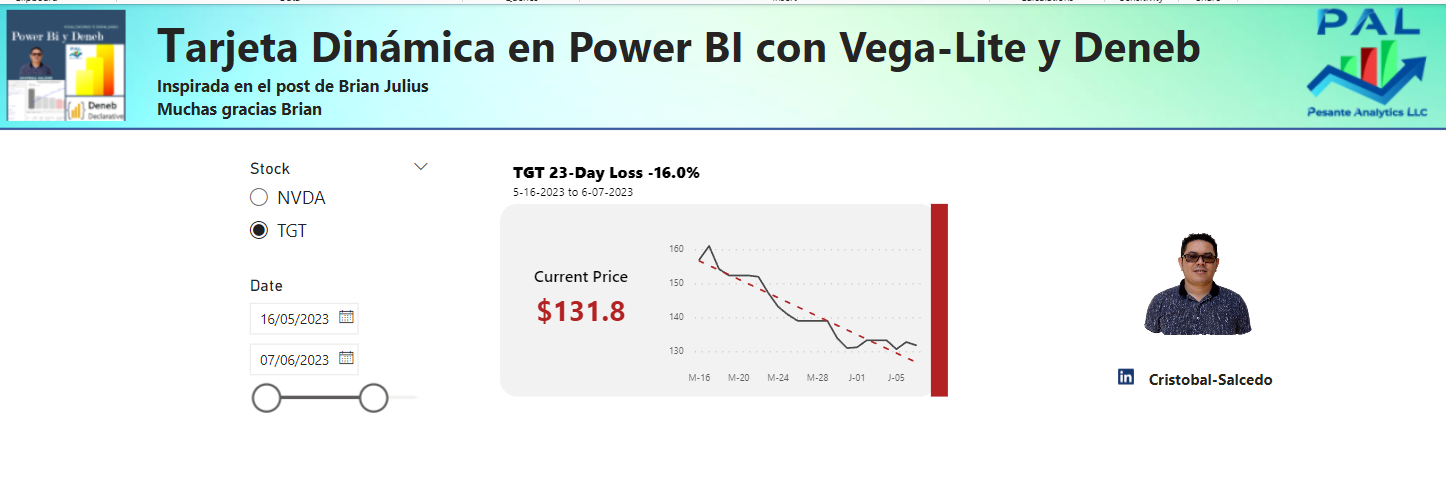 Power Bi y Deneb
PAL
Deneb
Declarative
Tarjeta Dinámica en Power BI con Vega-Lite y Deneb
Inspirada en el post de Brian Julius
Muchas gracias Brian
PAL
Pesante Analytics LLC
Stock
NVDA
TGT
Date
16/05/2023
07/06/2023
TGT 23-Day Loss -16.0%
5-16-2023 to 6-07-2023
Current Price
$131.8
160
150
140
130
M-16 M-20 M-24 M-28 J-01 J-05
in Cristobal-Salcedo